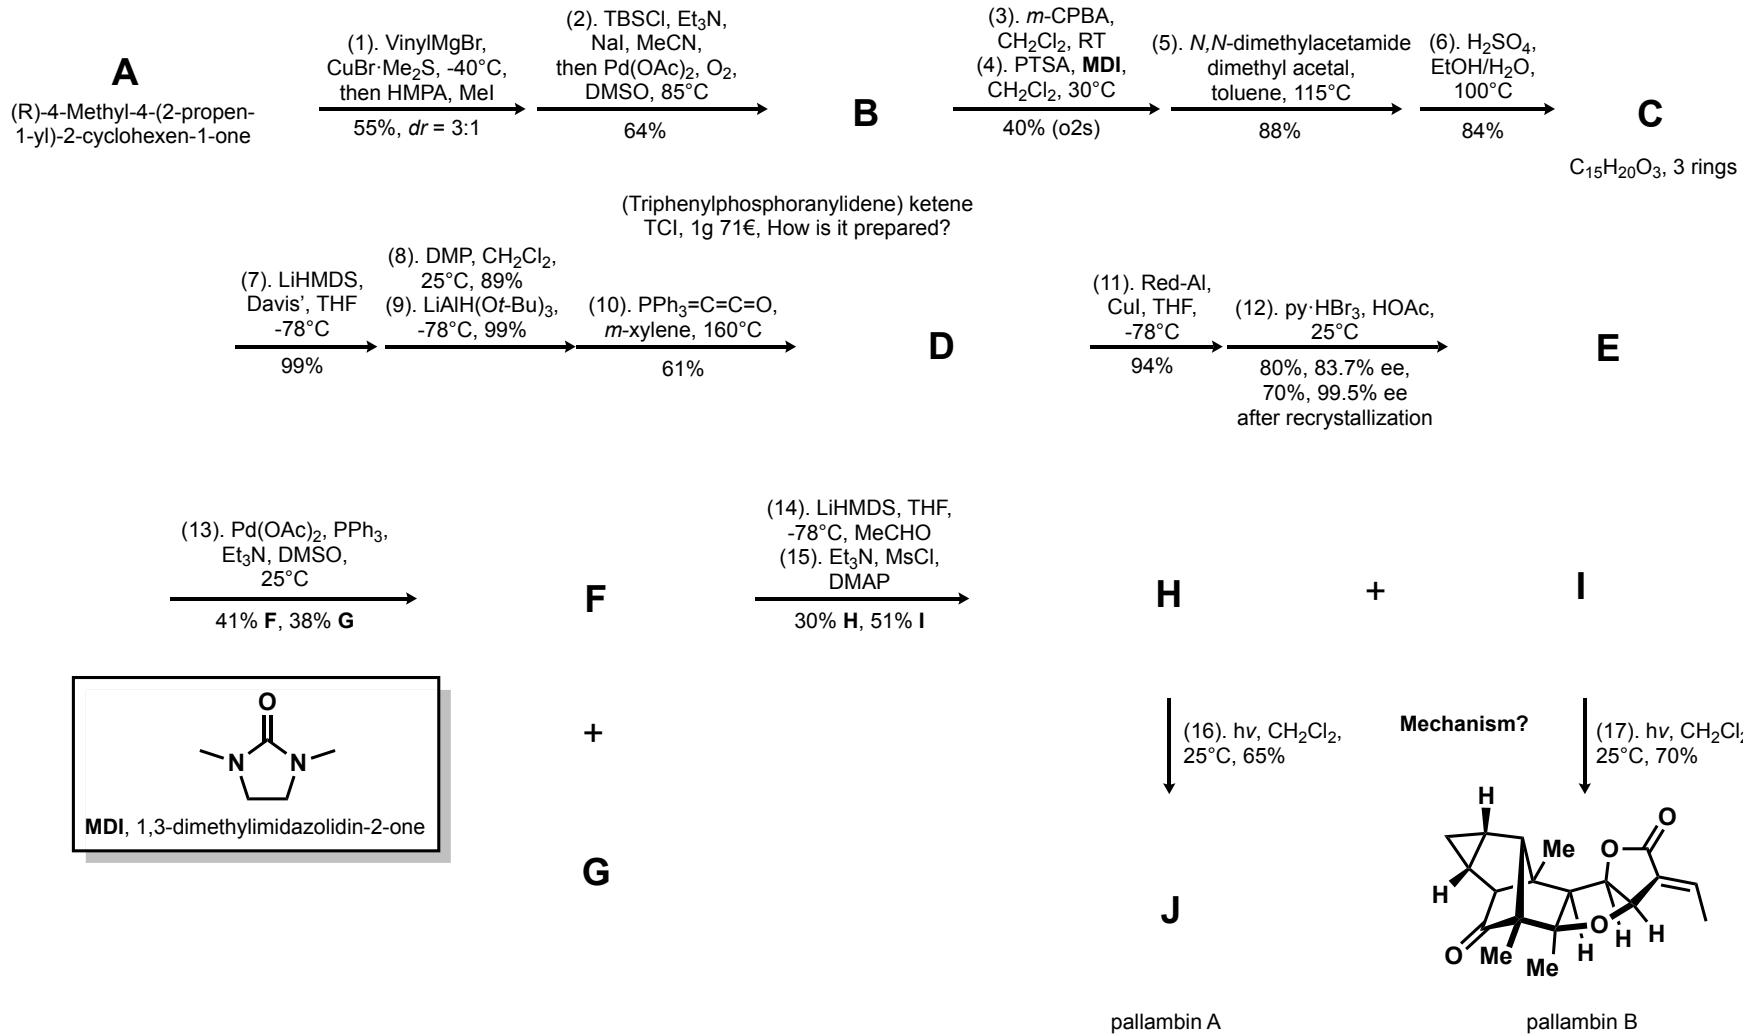 A
(R)-4-Methyl-4-(2-propen-
1-yl)-2-cyclohexen-1-one
(1). VinylMgBr,
CuBr·Me2S, -40°C,
then HMPA, MeI
55%, dr = 3:1
(2). TBSCl, Et3N,
NaI, MeCN,
then Pd(OAc)2, O2,
DMSO, 85°C
64%
B
(3). m-CPBA,
CH2Cl2, RT
(4). PTSA, MDI,
CH2Cl2, 30°C
40% (o2s)
(5). N,N-dimethylacetamide
dimethyl acetal,
toluene, 115°C
88%
(6). H2SO4,
EtOH/H2O,
100°C
84%
C
C15H20O3, 3 rings
(Triphenylphosphoranylidene) ketene
TCI, 1g 71€, How is it prepared?
(7). LiHMDS,
Davis', THF
-78°C
99%
(8). DMP, CH2Cl2,
25°C, 89%
(9). LiAlH(Ot-Bu)3,
-78°C, 99%
(10). PPh3=C=C=O,
m-xylene, 160°C
61%
D
(11). Red-Al,
CuI, THF,
-78°C
94%
(12). py·HBr3, HOAc,
25°C
80%, 83.7% ee,
70%, 99.5% ee
after recrystallization
E
(13). Pd(OAc)2, PPh3,
Et3N, DMSO,
25°C
41% F, 38% G
F
+
G
(14). LiHMDS, THF,
-78°C, MeCHO
(15). Et3N, MsCl,
DMAP
30% H, 51% I
H
+
I
O
N
N
MDI, 1,3-dimethylimidazolidin-2-one
(16). hv, CH2Cl2,
25°C, 65%
Mechanism?
(17). hv, CH2Cl2
25°C, 70%
J
pallambin A
H
Me
O
O
H
O
H
H
H
O
Me
Me
pallambin B